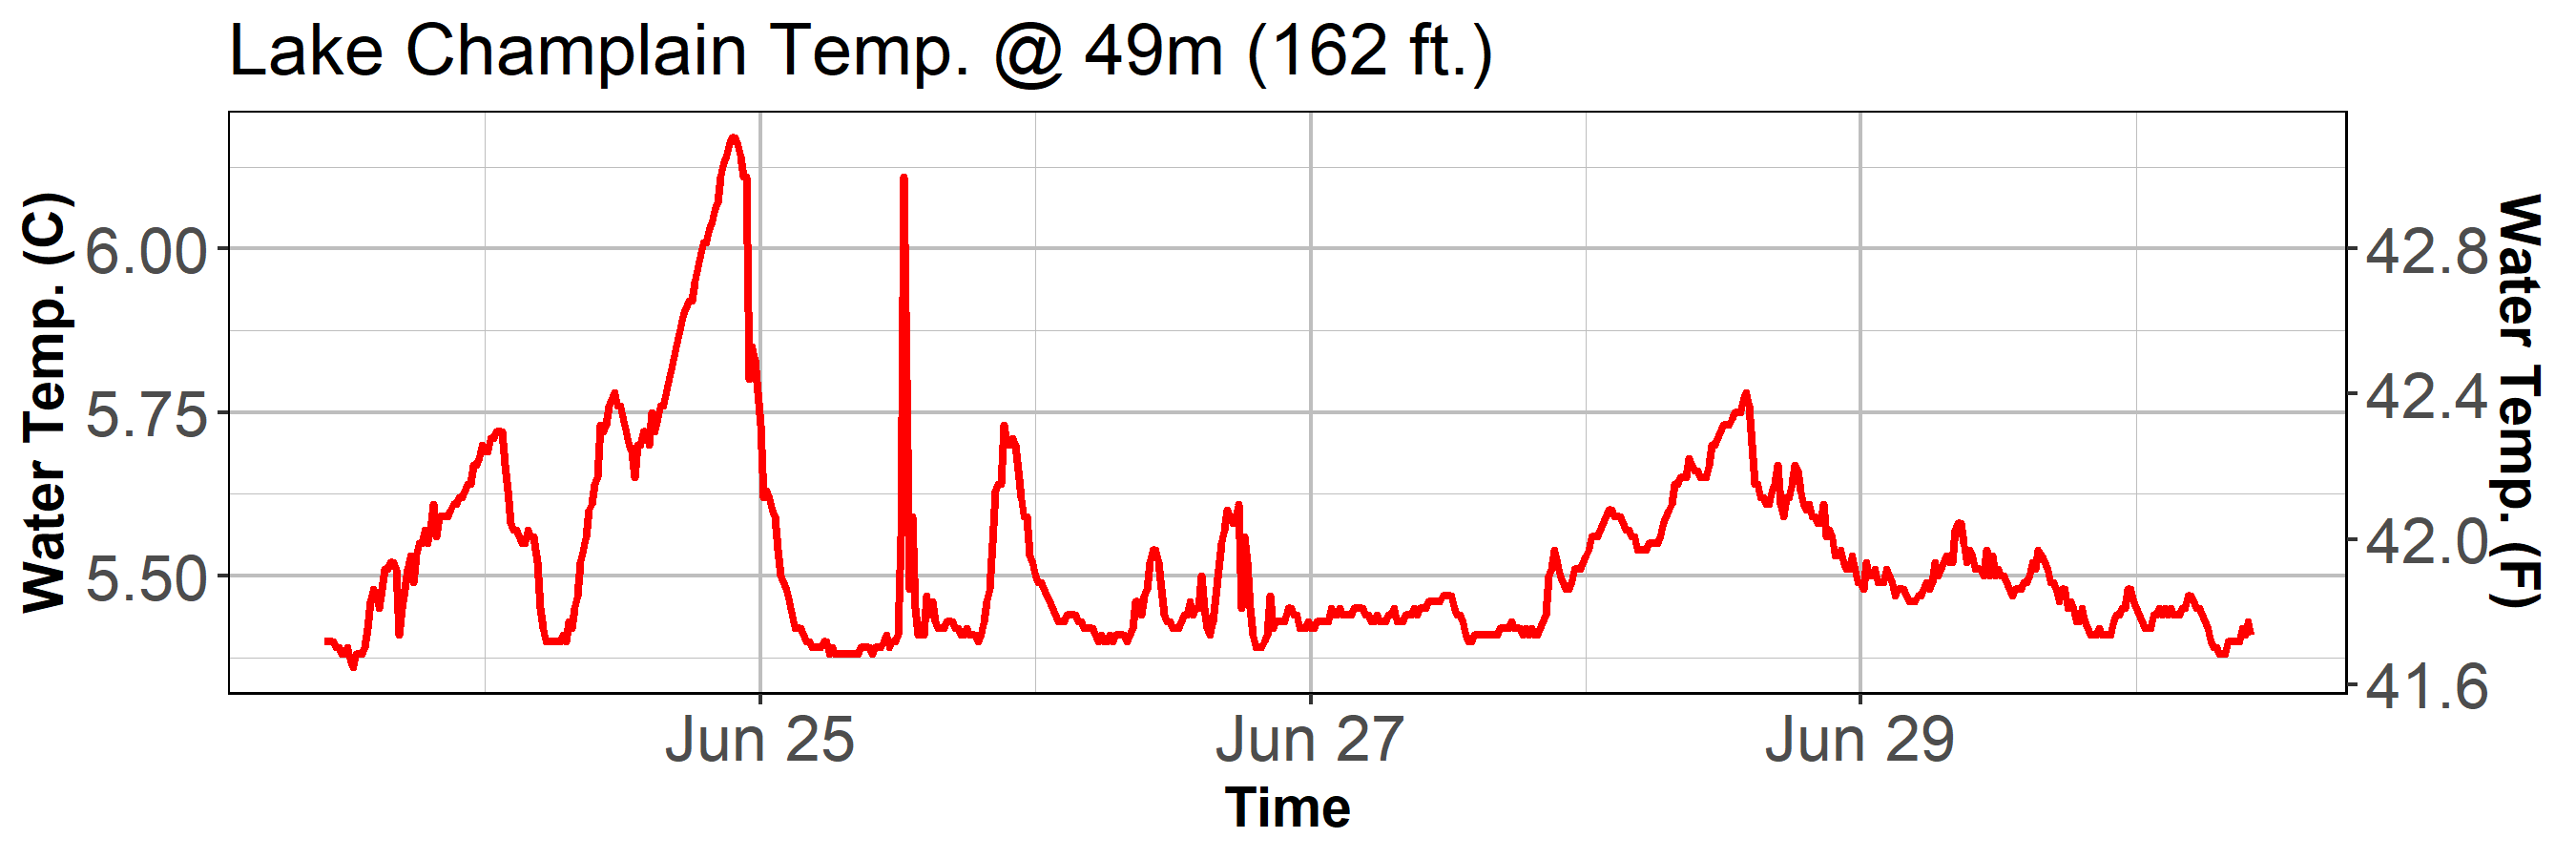 Lake Champlain Temp. @ 49m (162 ft.)
Water Temp. (C)
6.00
5.75
5.50
42.8
42.4
42.0
41.6
Water Temp. (F)
Jun 25
Jun 27
Jun 29
Time